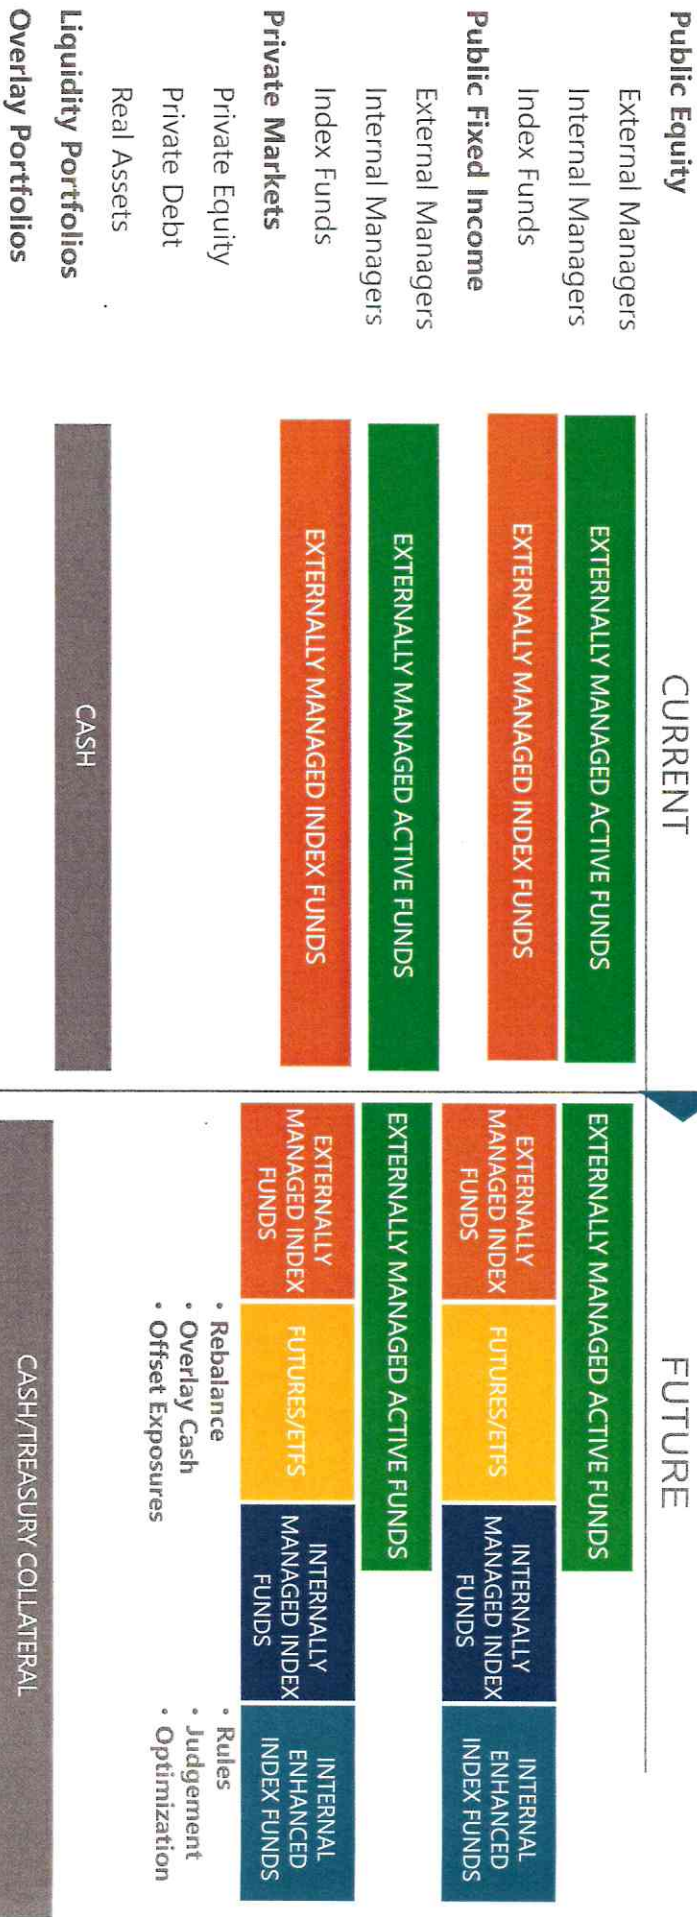 CURRENT
FUTURE
Public Equity
External Managers
Internal Managers
Index Funds
Public Fixed Income
External Managers
Internal Managers
Index Funds
Private Markets
Private Equity
Private Debt
Real Assets
Liquidity Portfolios
Overlay Portfolios
EXTERNALLY MANAGED ACTIVE FUNDS
EXTERNALLY MANAGED INDEX FUNDS
EXTERNALLY MANAGED ACTIVE FUNDS
EXTERNALLY MANAGED INDEX FUNDS
CASH
EXTERNALLY MANAGED ACTIVE FUNDS
EXTERNALLY
MANAGED INDEX
FUNDS
FUTURES/ETFS
INTERNALLY
MANAGED INDEX
FUNDS
INTERNAL
ENHANCED
INDEX FUNDS
EXTERNALLY MANAGED ACTIVE FUNDS
EXTERNALLY
MANAGED INDEX
FUNDS
FUTURES/ETFS
INTERNALLY
MANAGED INDEX
FUNDS
INTERNAL
ENHANCED
INDEX FUNDS
• Rebalance
• Overlay Cash
• Offset Exposures
• Rules
• Judgement
• Optimization
CASH/TREASURY COLLATERAL